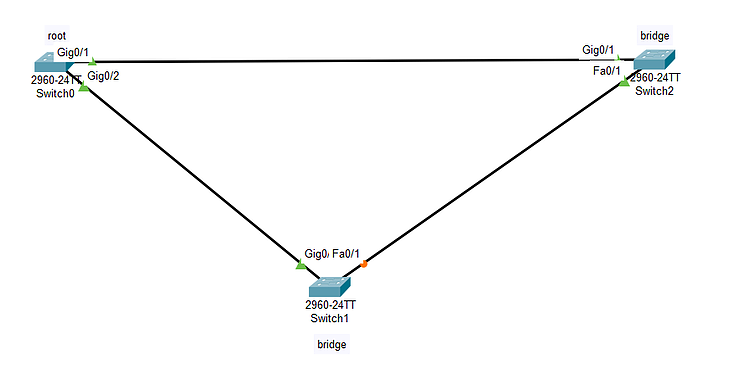 root
Gig0/1
Gig0/2
2960-24TT
Switch0
bridge
Gig0/1
Fa0/1
2960-24TT
Switch2
Gig0/
Fa0/1
2960-24TT
Switch1
bridge